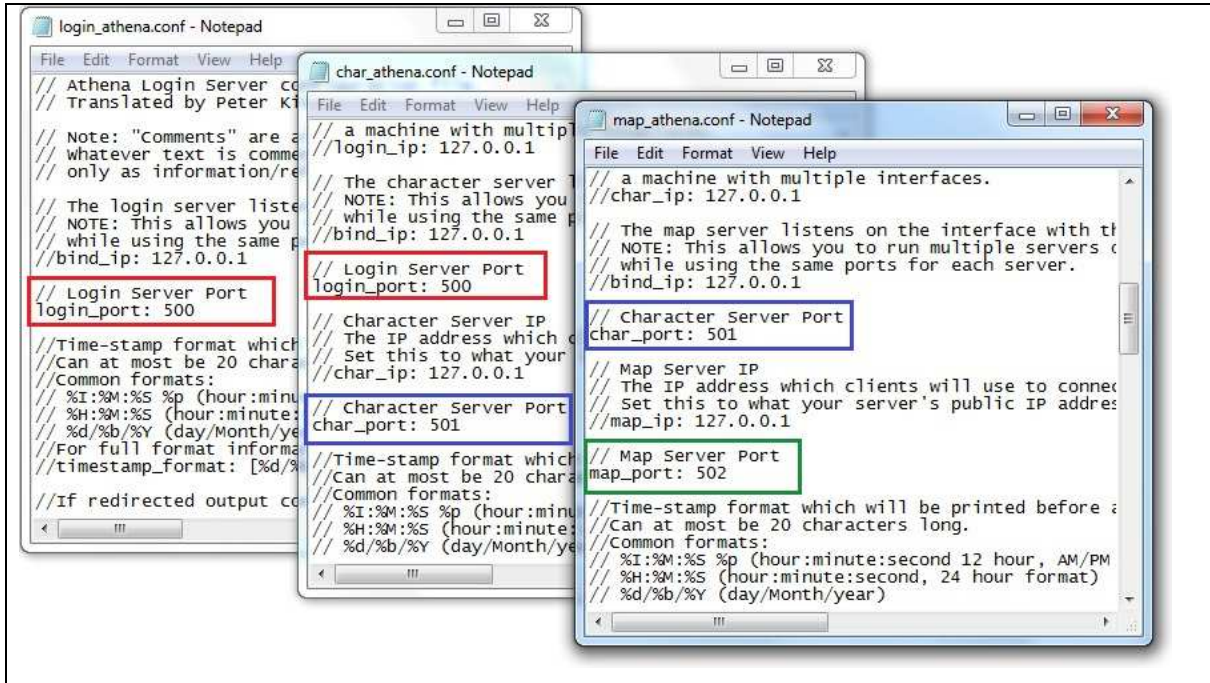 login_athena.conf - Notepad
File Edit Format View Help
// Athena Login Server co
// Translated by Peter Ki
// Note: "Comments" are a
// Whatever text is comme
// only as information/re
// The login server liste
// NOTE: This allows you
// while using the same p
//bind_ip: 127.0.0.1
// Login Server Port
login_port: 500
//Time-stamp format which
//Can at most be 20 chara
//Common formats:
// %I:%M:%S %p (hour:minu
// %H:%M:%S (hour:minute:
// %d/%b/%Y (day/Month/ye
//For full format informa
//timestamp_format: [%d/%
//If redirected output co
char_athena.conf - Notepad
File Edit Format View Help
// a machine with multipl
//login_ip: 127.0.0.1
// The character server l
// NOTE: This allows you
// while using the same p
//bind_ip: 127.0.0.1
// Login Server Port
login_port: 500
// Character Server IP
// The IP address which c
// Set this to what your
//char_ip: 127.0.0.1
// Character Server Port
char_port: 501
//Time-stamp format which
//Can at most be 20 chara
//Common formats:
// %I:%M:%S %p (hour:minu
// %H:%M:%S (hour:minute:
// %d/%b/%Y (day/Month/ye
map_athena.conf - Notepad
File Edit Format View Help
// a machine with multiple interfaces.
//char_ip: 127.0.0.1
// The map server listens on the interface with th
// NOTE: This allows you to run multiple servers o
// while using the same ports for each server.
//bind_ip: 127.0.0.1
// Character Server Port
char_port: 501
// Map Server IP
// The IP address which clients will use to connec
// Set this to what your server's public IP addres
//map_ip: 127.0.0.1
// Map Server Port
map_port: 502
//Time-stamp format which will be printed before a
//Can at most be 20 characters long.
//Common formats:
// %I:%M:%S %p (hour:minute:second 12 hour, AM/PM
// %H:%M:%S (hour:minute:second, 24 hour format)
// %d/%b/%Y (day/Month/year)